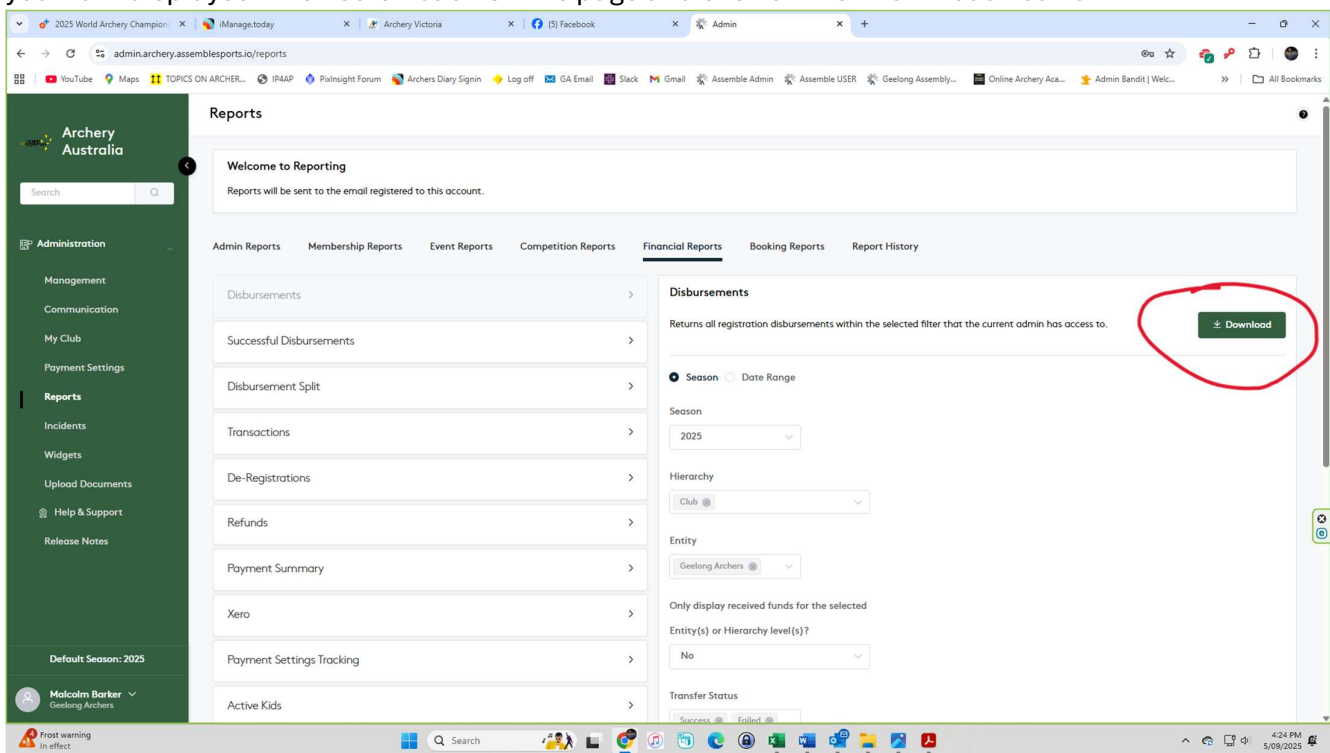 2025 World Archery Champion:
iManage.today
Archery Victoria
(5) Facebook
Admin
admin.archery.assemblesports.io/reports
YouTube
Maps
TOPICS ON ARCHER...
IP4AP
PixInsight Forum
Archers Diary Signin
Log off
GA Email
Slack
Gmail
Assemble Admin
Assemble USER
Geelong Assembly...
Online Archery Aca...
Admin Bandit | Welc...
All Bookmarks
Archery
Australia
Search
Administration
Management
Communication
My Club
Payment Settings
Reports
Incidents
Widgets
Upload Documents
Help & Support
Release Notes
Default Season: 2025
Malcolm Barker
Geelong Archers
Reports
Welcome to Reporting
Reports will be sent to the email registered to this account.
Admin Reports
Membership Reports
Event Reports
Competition Reports
Financial Reports
Booking Reports
Report History
Disbursements
Successful Disbursements
Disbursement Split
Transactions
De-Registrations
Refunds
Payment Summary
Xero
Payment Settings Tracking
Active Kids
Disbursements
Returns all registration disbursements within the selected filter that the current admin has access to.
Download
Season
Date Range
Season
2025
Hierarchy
Club
Entity
Geelong Archers
Only display received funds for the selected
Entity(s) or Hierarchy level(s)?
No
Transfer Status
Success
Failed
Frost warning
In effect
Search
4:24 PM
5/09/2025